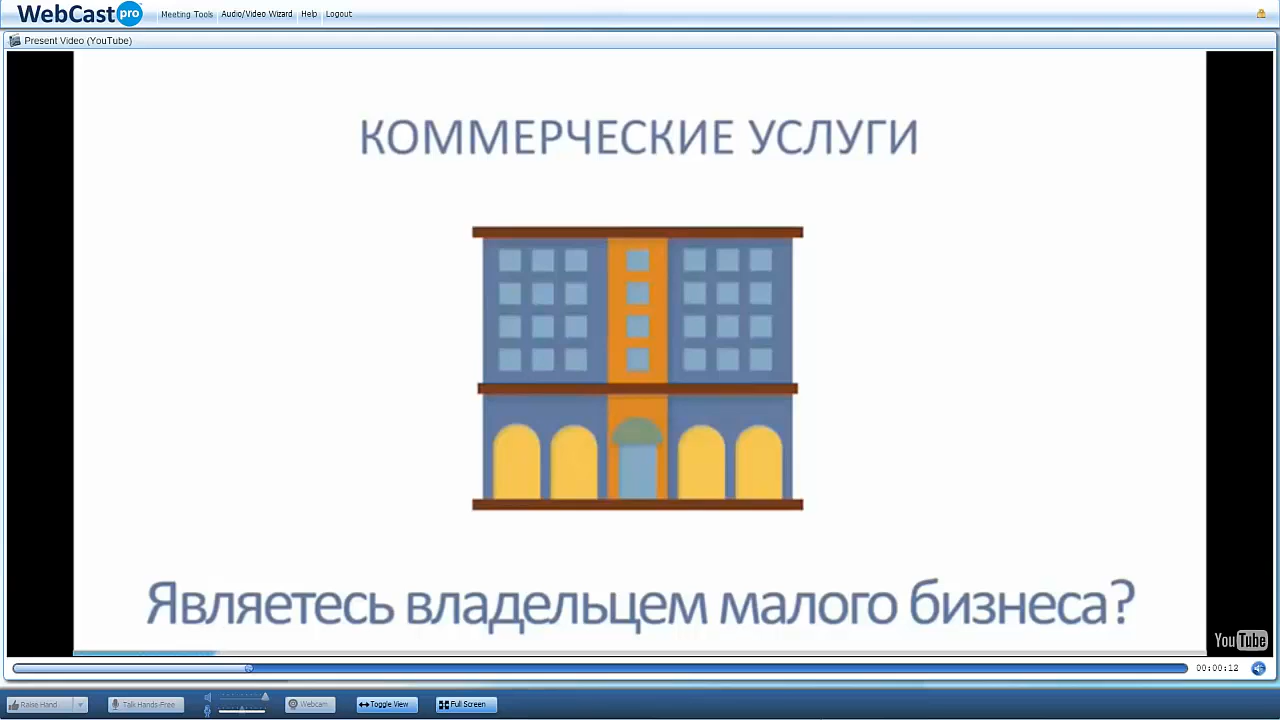 WebCast pro Meeting Tools Audio/Video Wizard Help Logout
Present Video (YouTube)
КОММЕРЧЕСКИЕ УСЛУГИ
Являетесь владельцем малого бизнеса?
YouTube
00:00:12
Raise Hand Talk Hands-Free Webcam Toggle View Full Screen